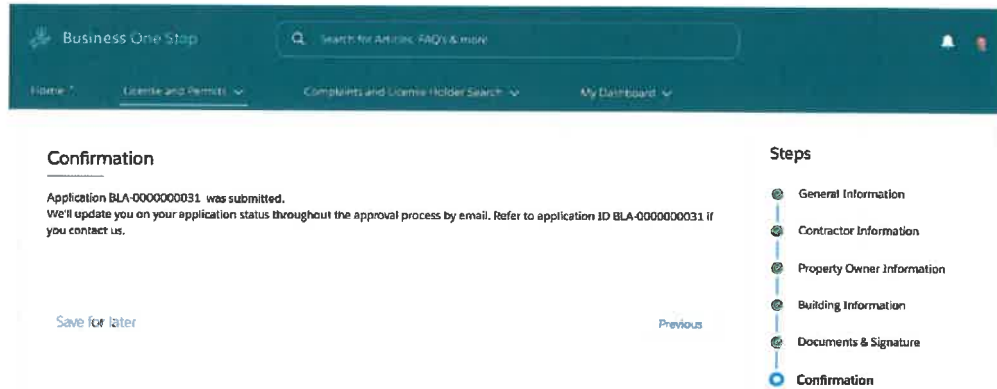 Business One Stop
Search for Articles, FAQ's & more
Home
License and Permits
Complaints and License Holder Search
My Dashboard
Confirmation
Application BLA-0000000031 was submitted.
We'll update you on your application status throughout the approval process by email. Refer to application ID BLA-0000000031 if
you contact us.
Save for later
Previous
Steps
General Information
Contractor Information
Property Owner Information
Building Information
Documents & Signature
Confirmation